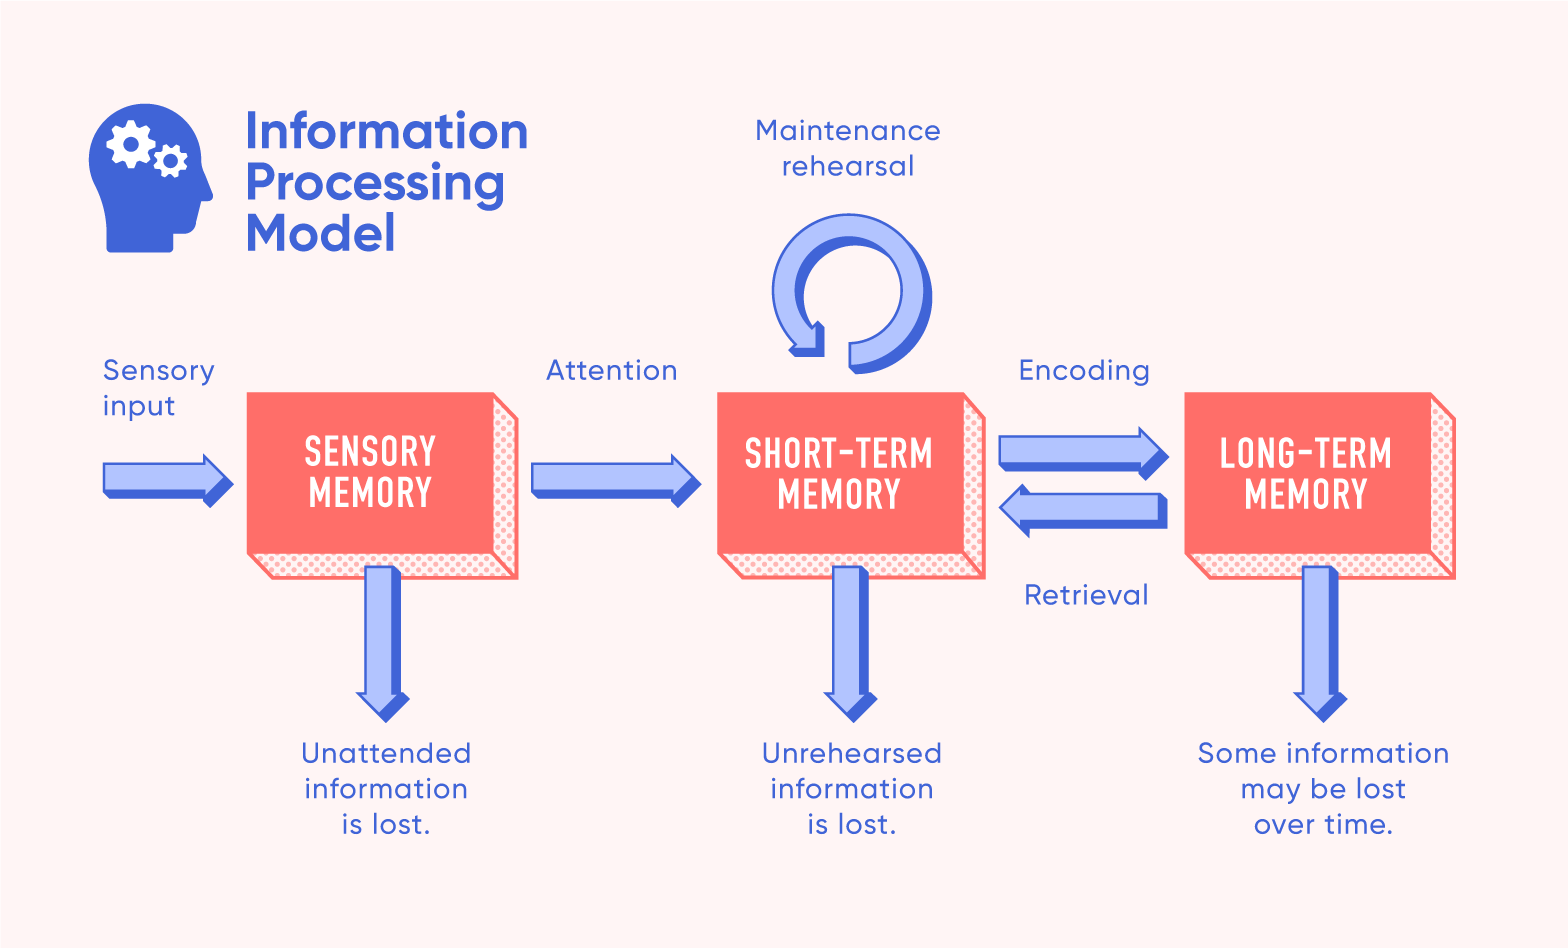 Information
Processing
Model
Maintenance
rehearsal
Sensory
input
Attention
Encoding
SENSORY
MEMORY
SHORT-TERM
MEMORY
LONG-TERM
MEMORY
Retrieval
Unattended
information
is lost.
Unrehearsed
information
is lost.
Some information
may be lost
over time.